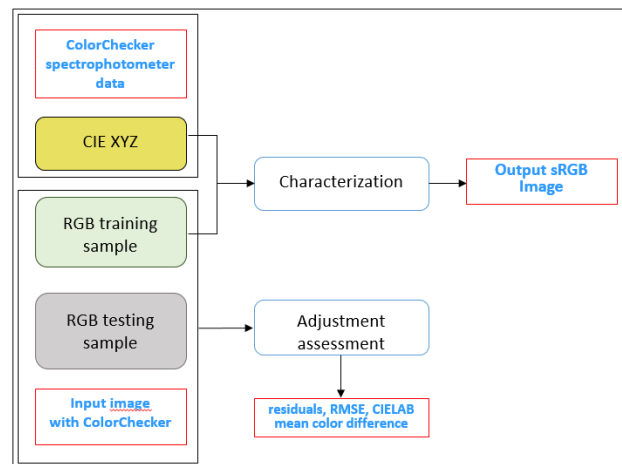 ColorChecker
spectrophotometer
data
CIE XYZ
Characterization
Output sRGB
Image
RGB training
sample
RGB testing
sample
Adjustment
assessment
Input image
with ColorChecker
residuals, RMSE, CIELAB
mean color difference